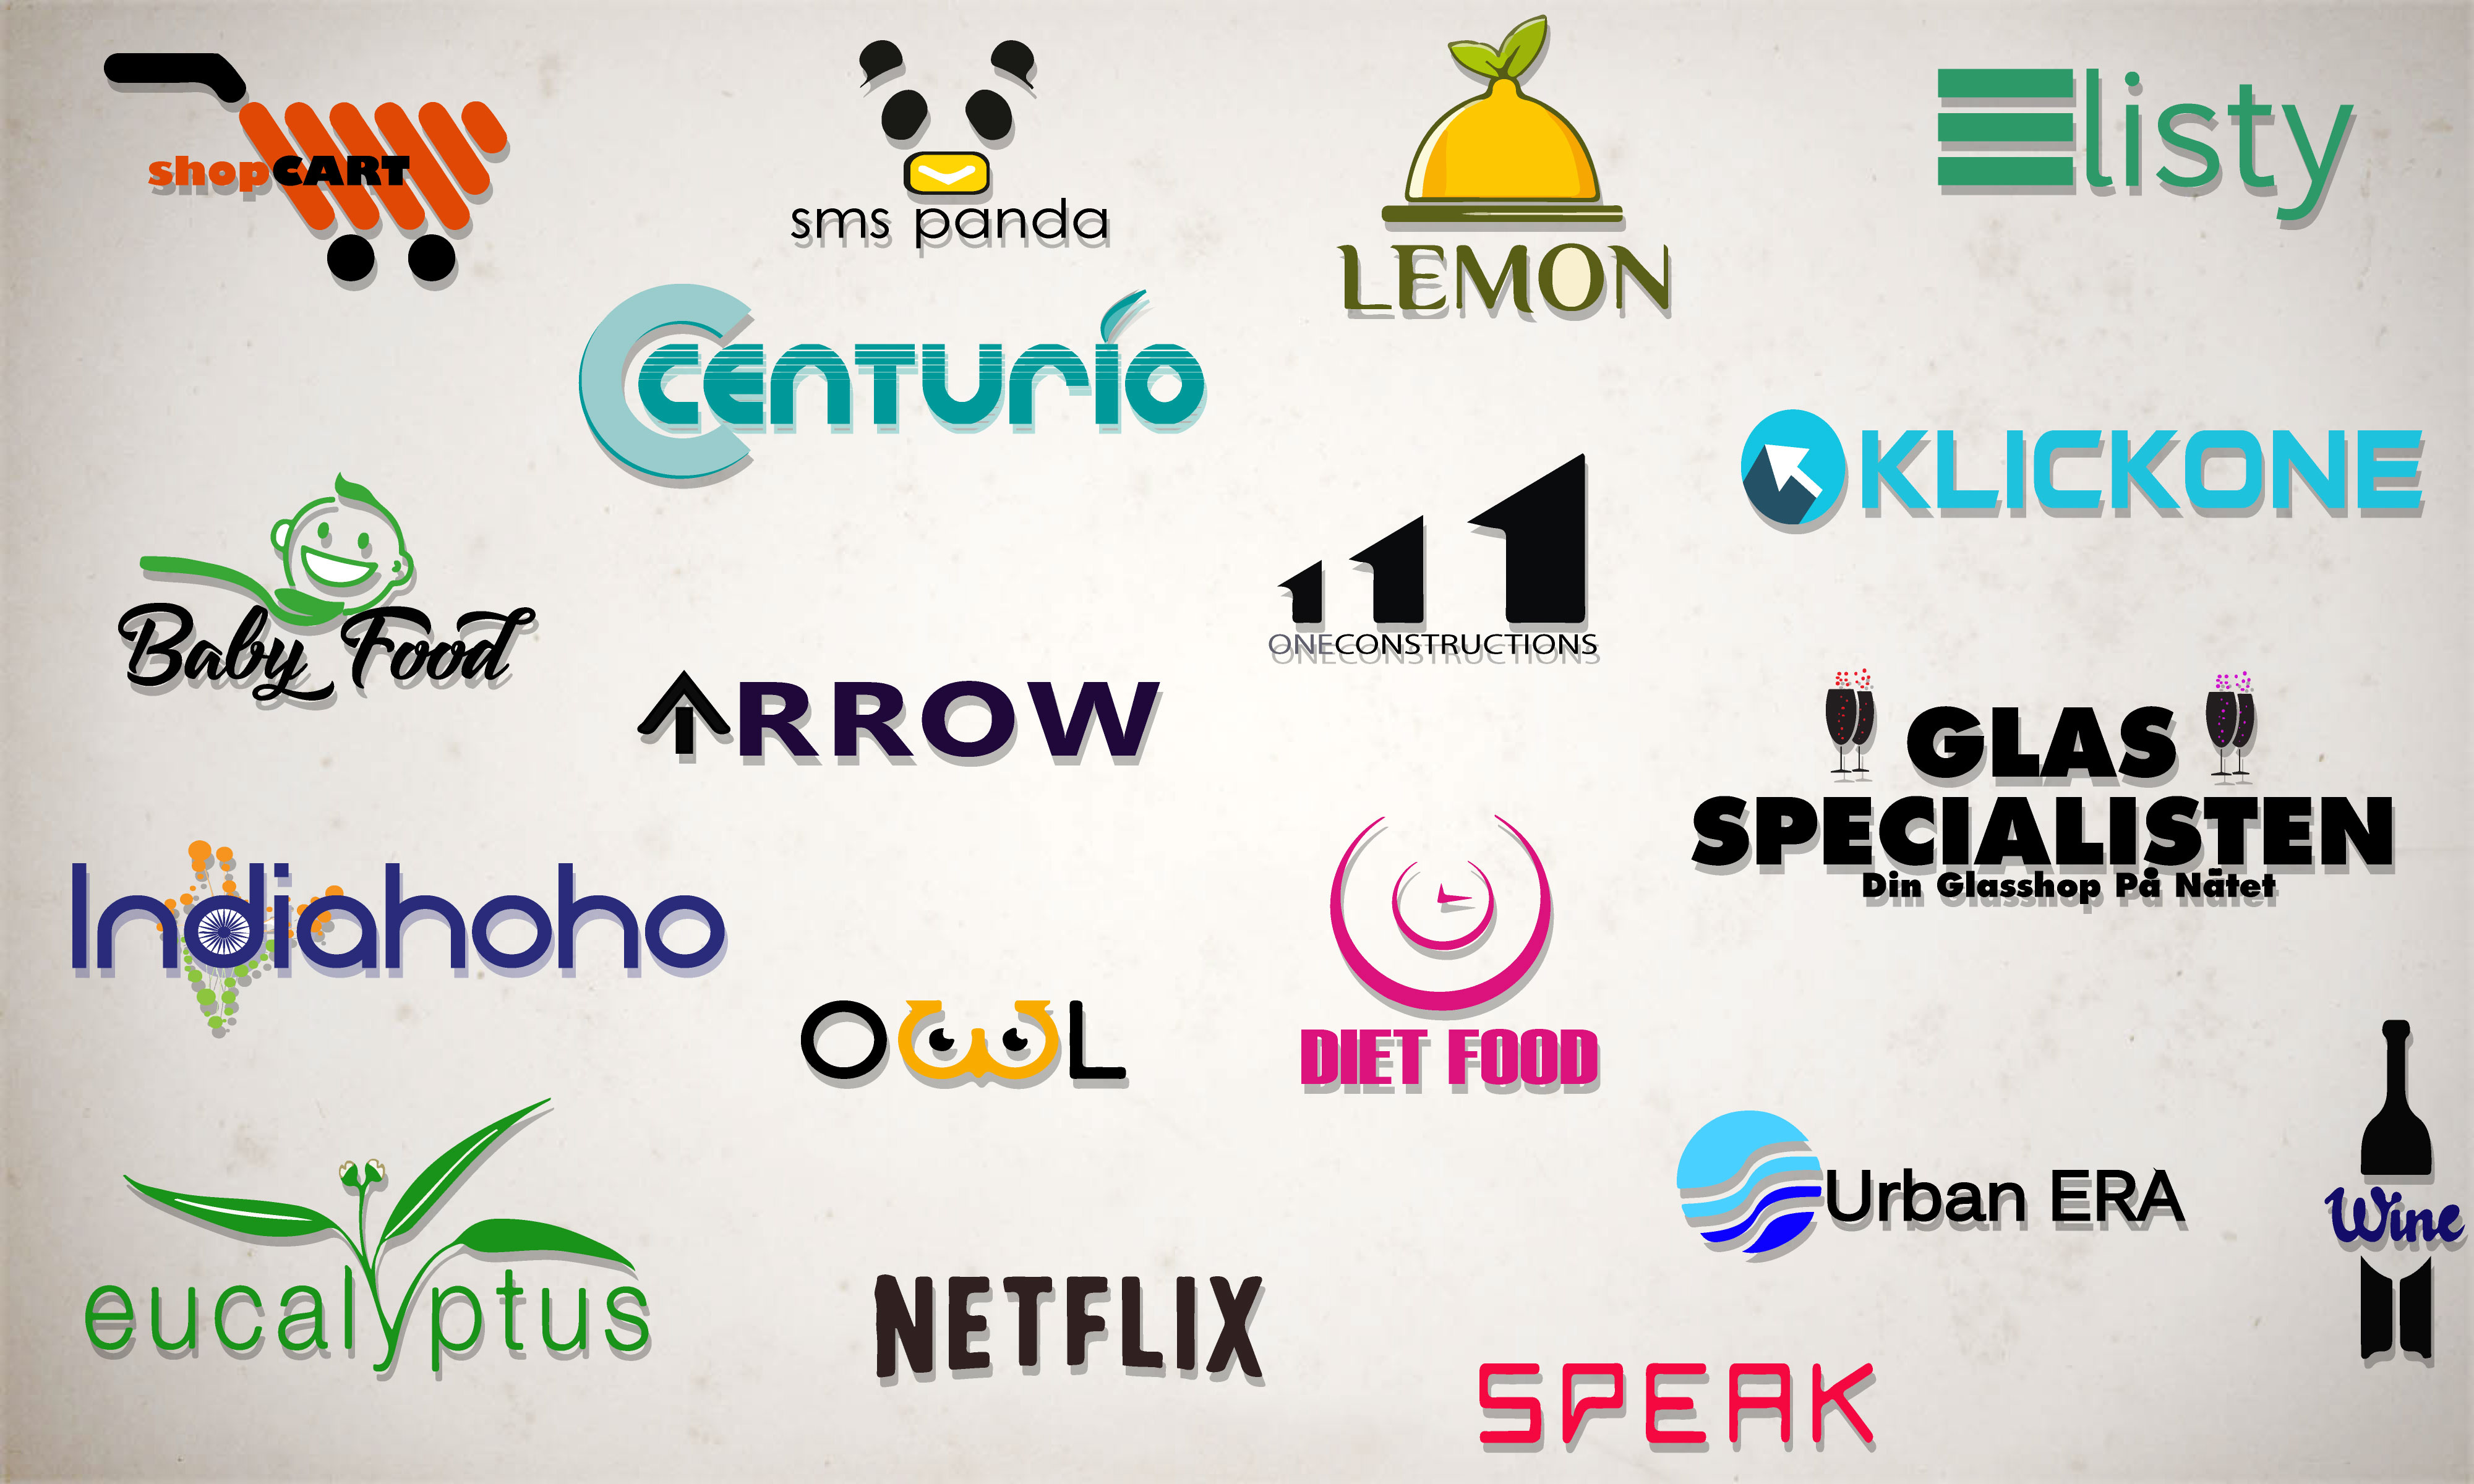 shopCART
sms panda
LEMON
listy
CENTURIO
KLICKONE
Baby Food
ONECONSTRUCTIONS
ARROW
GLAS
SPECIALISTEN
Din Glasshop På Nätet
Indiahoho
OWL
DIET FOOD
Urban ERA
Wine
eucalyptus
NETFLIX
SPEAK